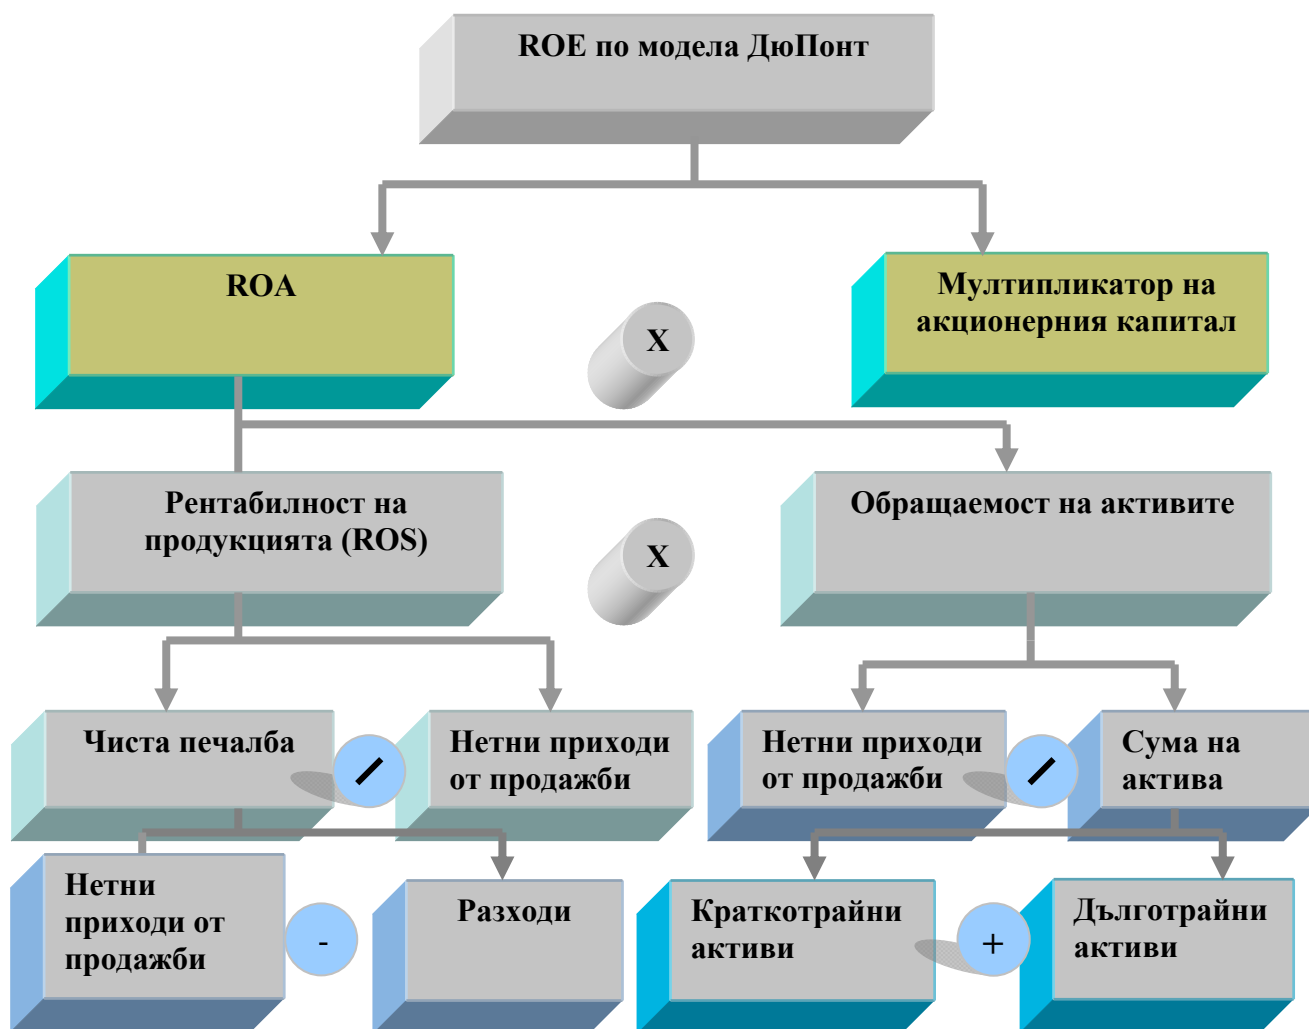 ROE по модела ДюПонт
ROA
Мултипликатор на
акционерния капитал
X
Рентабилност на
продукцията (ROS)
Обращаемост на активите
X
Чиста печалба
Нетни приходи
от продажби
Нетни приходи
от продажби
Сума на
актива
Нетни
приходи от
продажби
-
Разходи
Краткотрайни
активи
+
Дълготрайни
активи